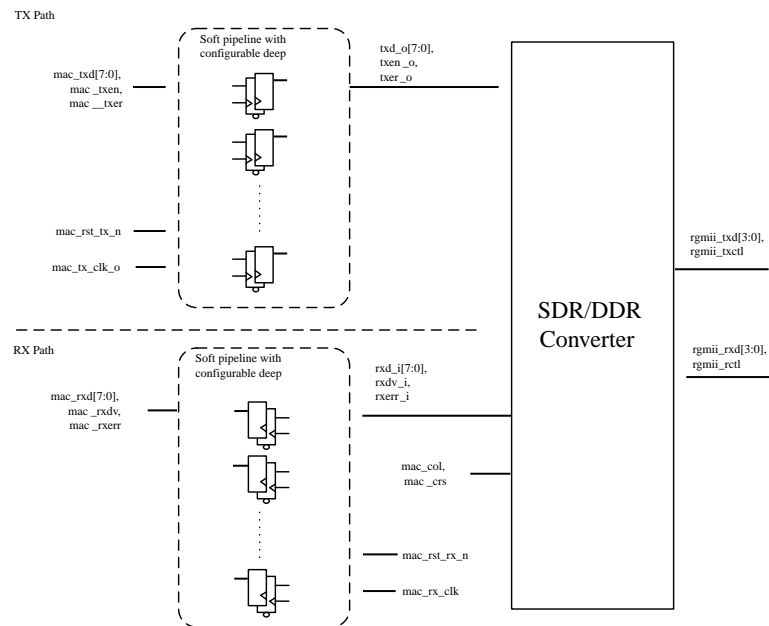 TX Path
Soft pipeline with
configurable deep
mac_txd[7:0],
mac _txen,
mac __txer
txd_o[7:0],
txen _o,
txer_o
mac_rst_tx_n
mac_tx_clk_o
SDR/DDR
Converter
rgmii_txd[3:0],
rgmii_txctl
rgmii_rxd[3:0],
rgmii_rctl
RX Path
Soft pipeline with
configurable deep
mac_rxd[7:0],
mac _rxdv,
mac _rxerr
rxd_i[7:0],
rxdv_i,
rxerr_i
mac_col,
mac _crs
mac_rst_rx_n
mac_rx_clk